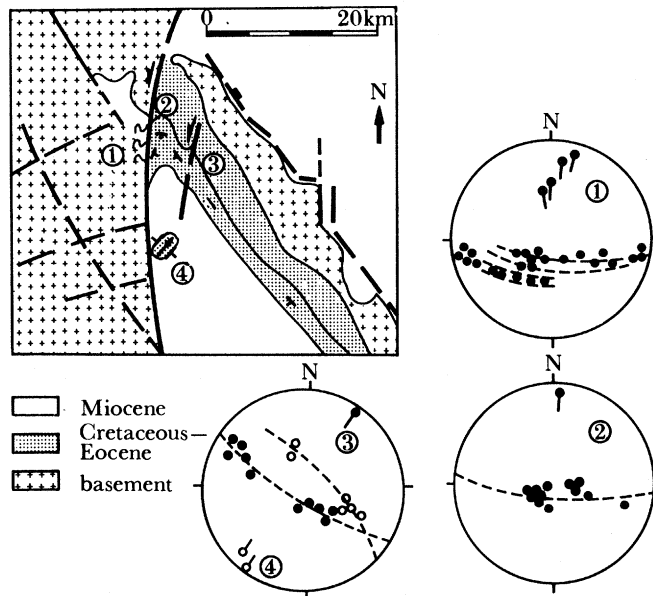 0 20km
N
②
①
③
④
N
①
Miocene
Cretaceous
Eocene
basement
N
③
④
N
②